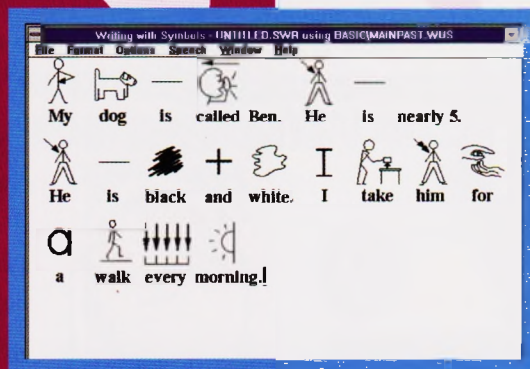 Writing with Symbols - UNTITLED.SWR using BASIC\MAINPAST.WUS
File Format Options Speech Window Help
My dog is called Ben. He is nearly 5.
He is black and white. I take him for
a
a walk every morning.